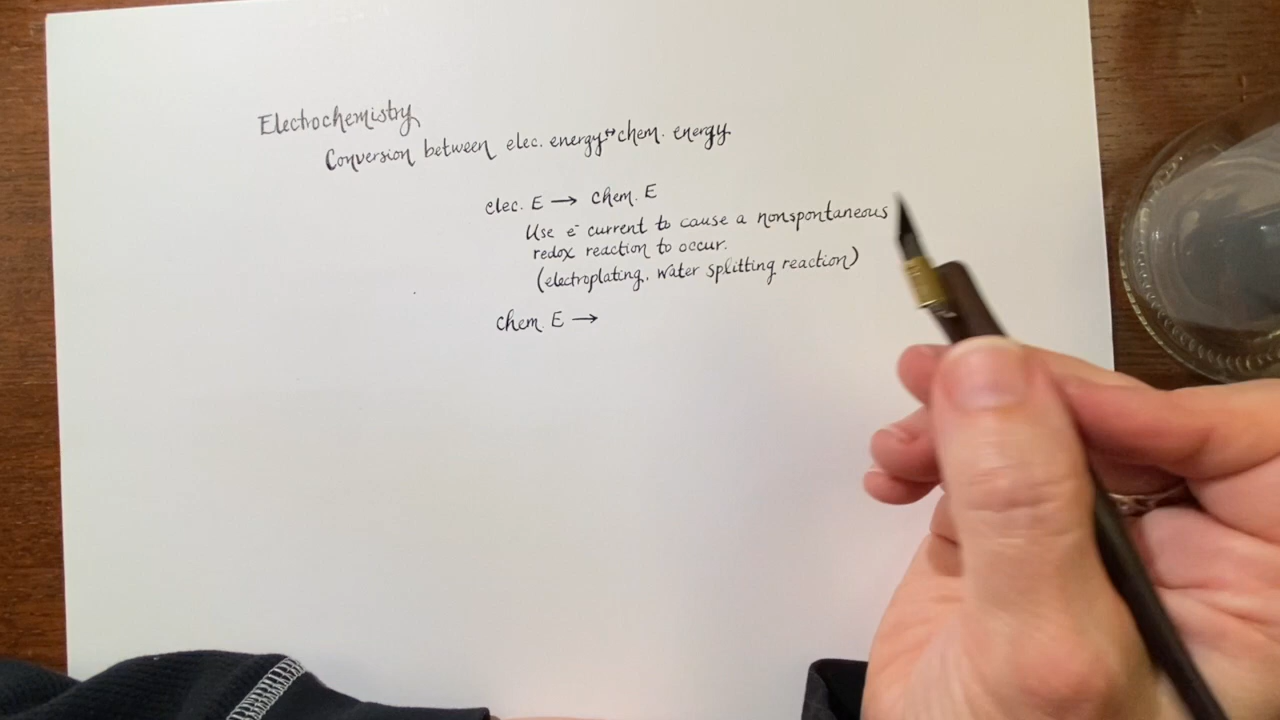 Electrochemistry
Conversion between elec. energy ↔ chem. energy
elec. E → chem. E
Use e⁻ current to cause a nonspontaneous
redox reaction to occur.
(electroplating, water splitting reaction)
chem. E →